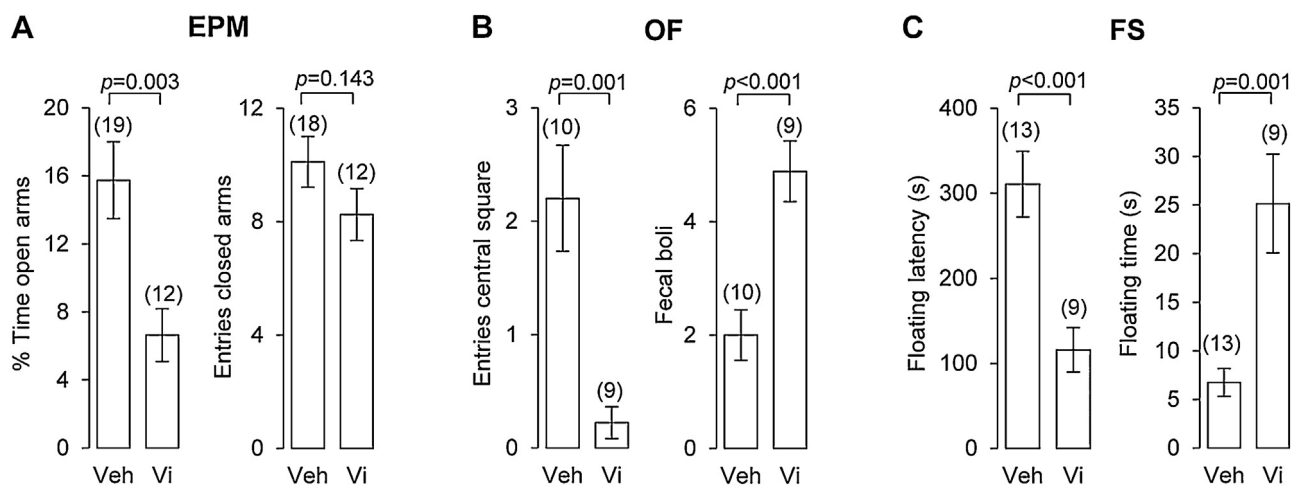 A
EPM
p=0.003
% Time open arms
20
16
12
8
4
0
(19)
(12)
Veh
Vi
p=0.143
Entries closed arms
12
8
4
0
(18)
(12)
Veh
Vi
B
OF
p=0.001
Entries central square
3
2
1
0
(10)
(9)
Veh
Vi
p<0.001
Fecal boli
6
4
2
0
(10)
(9)
Veh
Vi
C
FS
p<0.001
Floating latency (s)
400
300
200
100
0
(13)
(9)
Veh
Vi
p=0.001
Floating time (s)
35
30
25
20
15
10
5
0
(13)
(9)
Veh
Vi